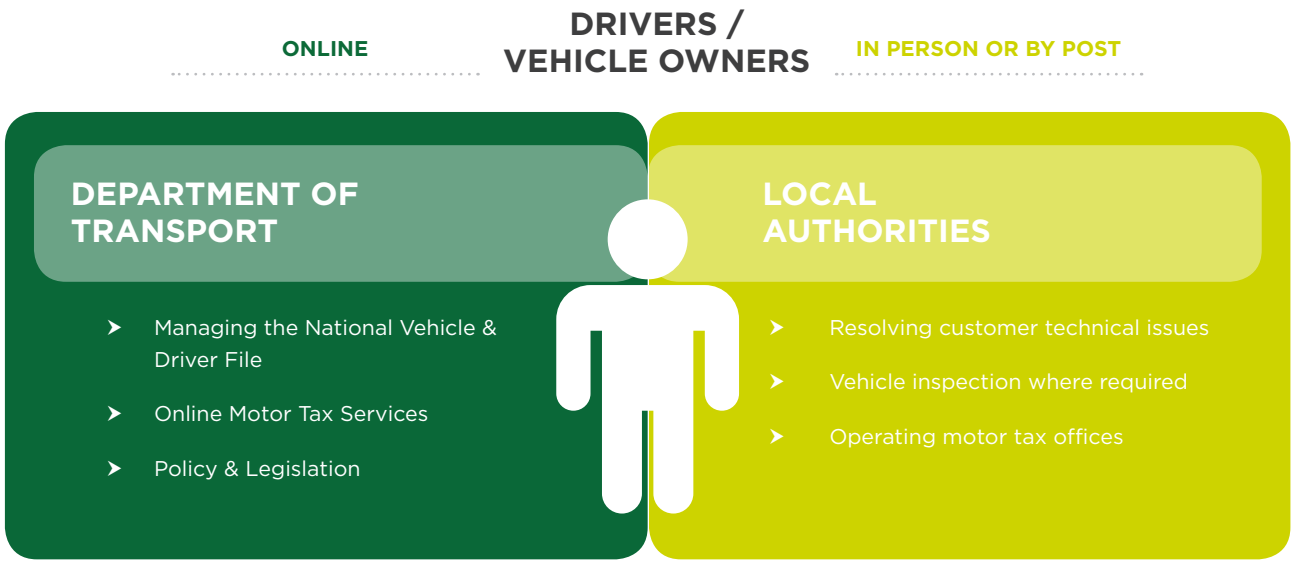 DRIVERS /
VEHICLE OWNERS
ONLINE
IN PERSON OR BY POST
DEPARTMENT OF
TRANSPORT
Managing the National Vehicle &
Driver File
Online Motor Tax Services
Policy & Legislation
LOCAL
AUTHORITIES
Resolving customer technical issues
Vehicle inspection where required
Operating motor tax offices